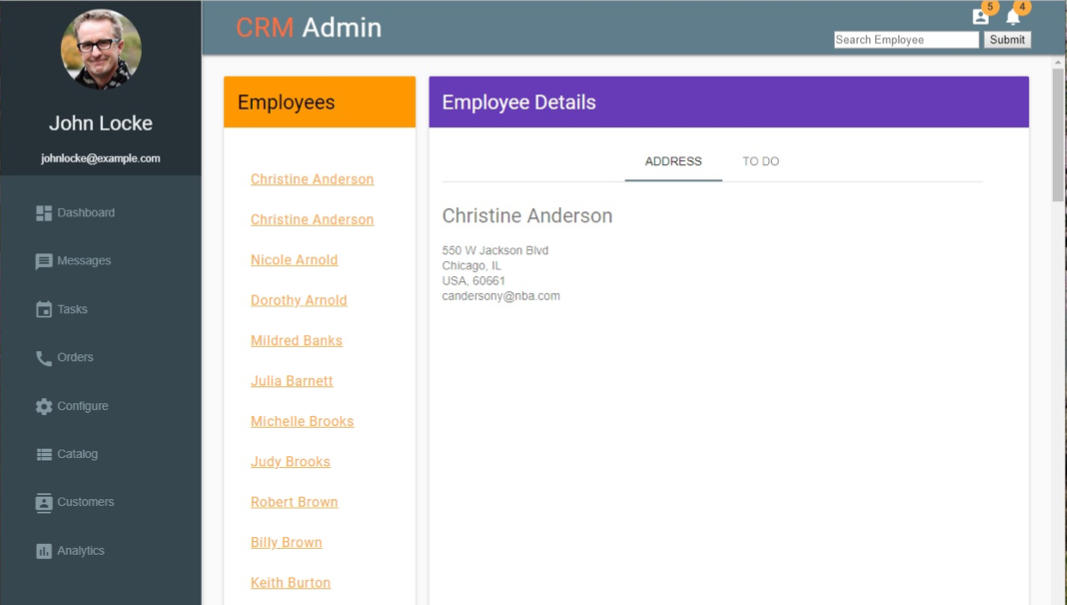 John Locke
johnlocke@example.com
Dashboard
Messages
Tasks
Orders
Configure
Catalog
Customers
Analytics
CRM Admin
5
4
Search Employee
Submit
Employees
Christine Anderson
Christine Anderson
Nicole Arnold
Dorothy Arnold
Mildred Banks
Julia Barnett
Michelle Brooks
Judy Brooks
Robert Brown
Billy Brown
Keith Burton
Employee Details
ADDRESS TO DO
Christine Anderson
550 W Jackson Blvd
Chicago, IL
USA, 60661
candersony@nba.com